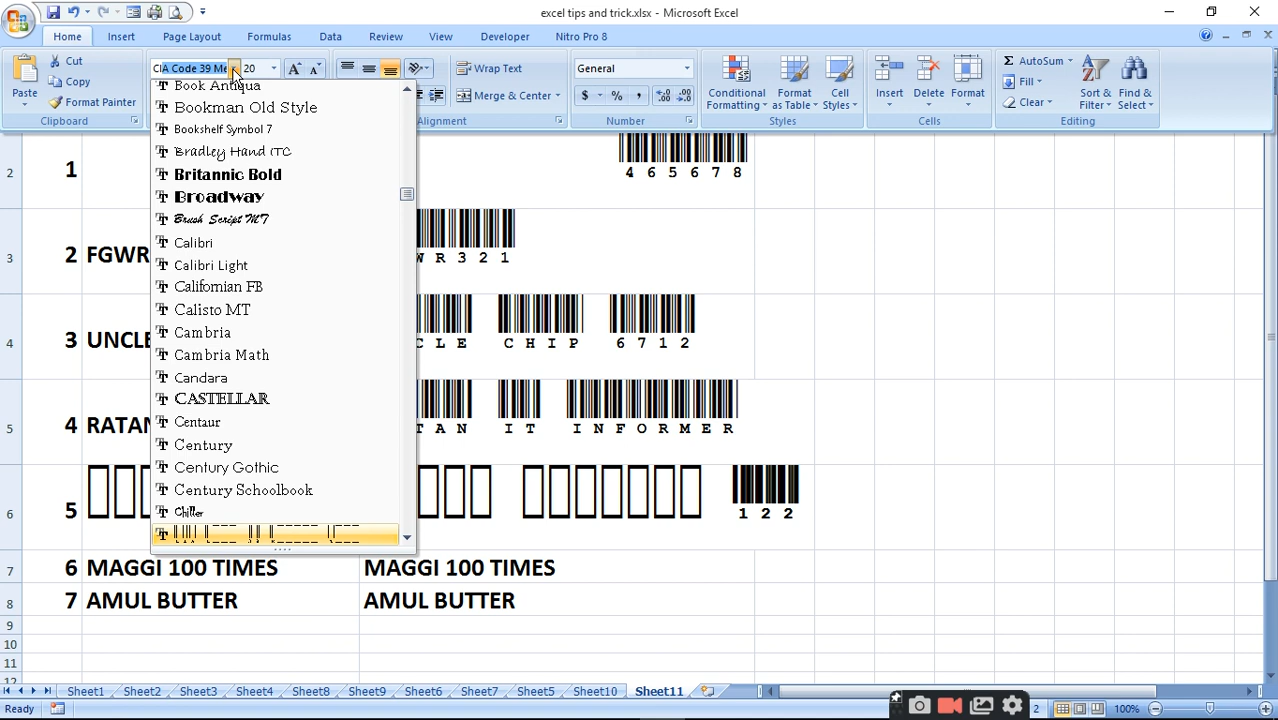 excel tips and trick.xlsx - Microsoft Excel
Home Insert Page Layout Formulas Data Review View Developer Nitro Pro 8
Cut
Copy
Format Painter
Paste
Clipboard
CIA Code 39 Me 20
Wrap Text
Merge & Center
Alignment
General
$ % ,
Number
Conditional Formatting
Format as Table
Cell Styles
Styles
Insert Delete Format
Cells
AutoSum
Fill
Clear
Sort & Filter
Find & Select
Editing
Book Antiqua
Bookman Old Style
Bookshelf Symbol 7
Bradley Hand ITC
Britannic Bold
Broadway
Brush Script MT
Calibri
Calibri Light
Californian FB
Calisto MT
Cambria
Cambria Math
Candara
CASTELLAR
Centaur
Century
Century Gothic
Century Schoolbook
Chiller
2 1 4 6 5 6 7 8
3 2 FGWR W R 3 2 1
4 3 UNCLE C L E C H I P 6 7 1 2
5 4 RATAN T A N I T I N F O R M E R
6 5 1 2 2
7 6 MAGGI 100 TIMES MAGGI 100 TIMES
8 7 AMUL BUTTER AMUL BUTTER
9
10
11
12
Sheet1 Sheet2 Sheet3 Sheet4 Sheet8 Sheet9 Sheet6 Sheet7 Sheet5 Sheet10 Sheet11
Ready 2 100%